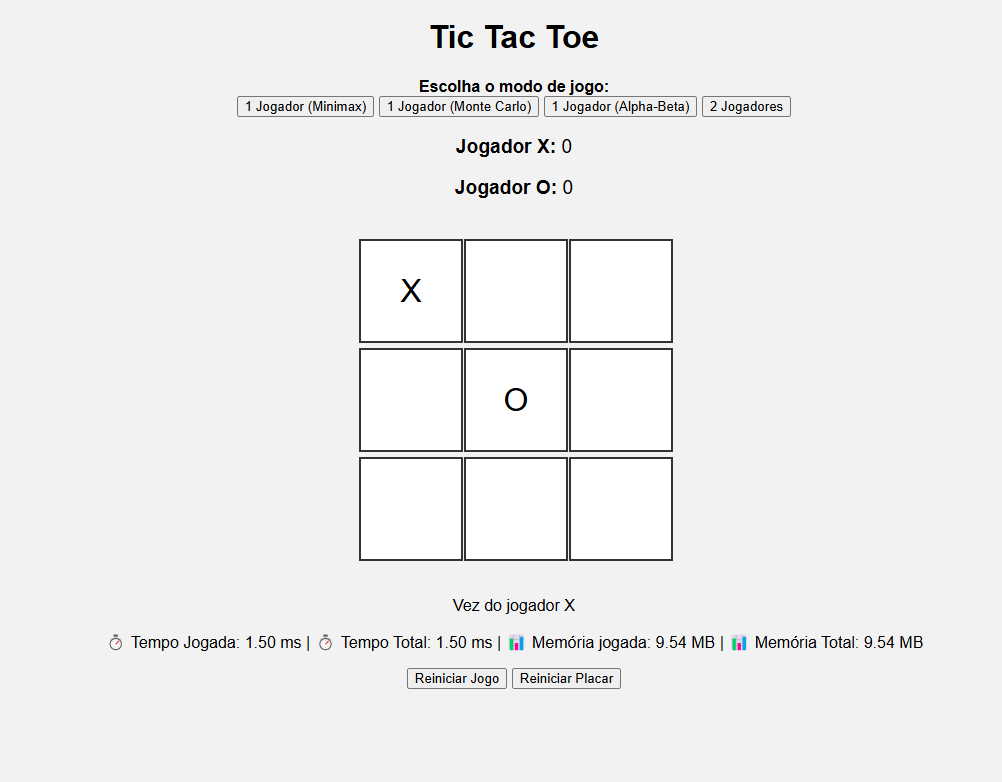 Tic Tac Toe
Escolha o modo de jogo:
1 Jogador (Minimax) 1 Jogador (Monte Carlo) 1 Jogador (Alpha-Beta) 2 Jogadores
Jogador X: 0
Jogador O: 0
X
O
Vez do jogador X
Tempo Jogada: 1.50 ms | Tempo Total: 1.50 ms | Memória jogada: 9.54 MB | Memória Total: 9.54 MB
Reiniciar Jogo Reiniciar Placar